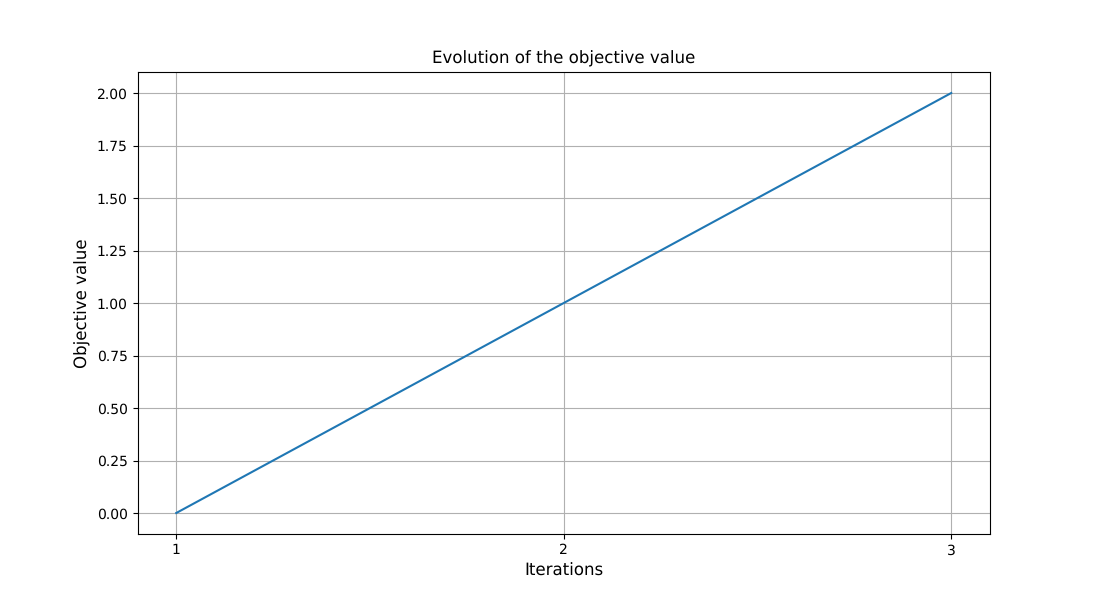 Evolution of the objective value
2.00
1.75
1.50
1.25
1.00
0.75
0.50
0.25
0.00
Objective value
1 2 3
Iterations